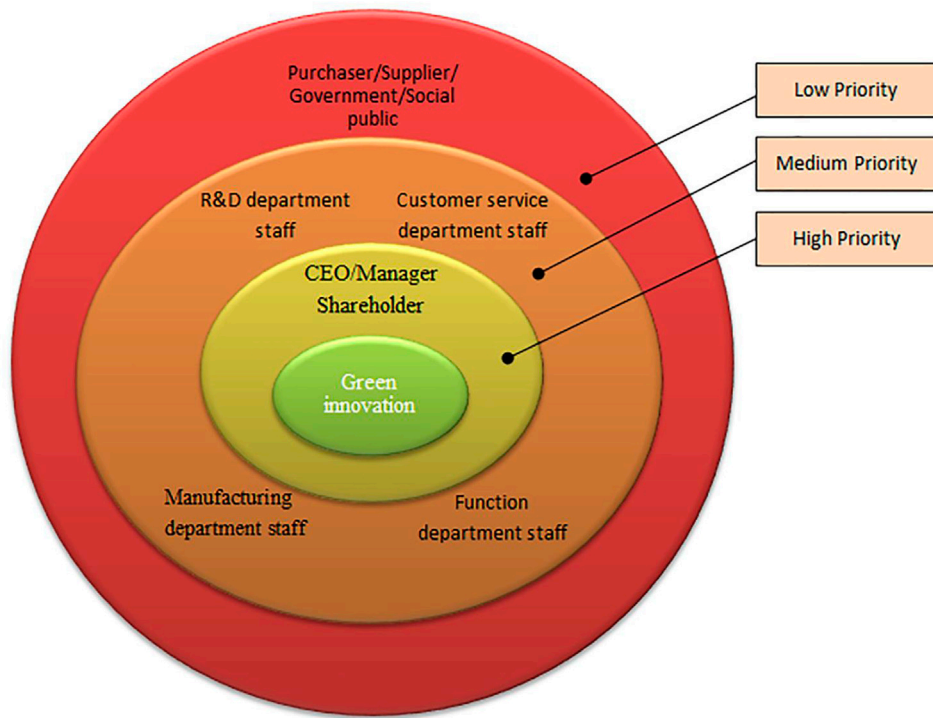 Purchaser/Supplier/
Government/Social
public
Low Priority
Medium Priority
High Priority
R&D department
staff
Customer service
department staff
CEO/Manager
Shareholder
Green
innovation
Manufacturing
department staff
Function
department staff